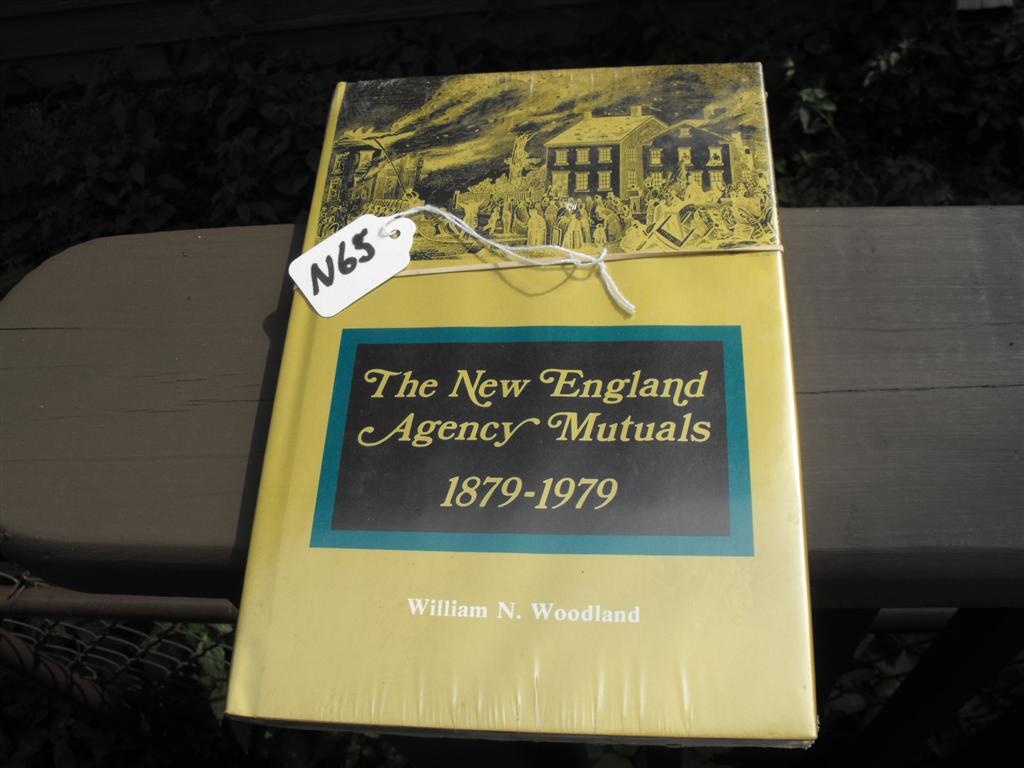 N65
The New England
Agency Mutuals
1879-1979
William N. Woodland